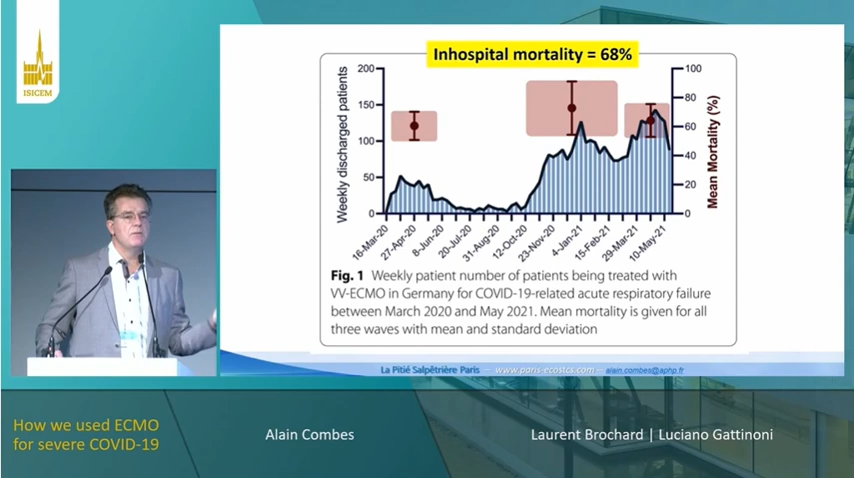 ISICEM
Inhospital mortality = 68%
Weekly discharged patients
200
150
100
50
0
100
80
60
40
20
0
Mean Mortality (%)
16-Mar-20
27-Apr-20
8-Jun-20
20-Jul-20
31-Aug-20
12-Oct-20
23-Nov-20
4-Jan-21
15-Feb-21
29-Mar-21
10-May-21
Fig. 1 Weekly patient number of patients being treated with
VV-ECMO in Germany for COVID-19-related acute respiratory failure
between March 2020 and May 2021. Mean mortality is given for all
three waves with mean and standard deviation
La Pitié Salpêtrière Paris – www.paris-ecostcs.com – alain.combes@aphp.fr
How we used ECMO
for severe COVID-19
Alain Combes
Laurent Brochard | Luciano Gattinoni